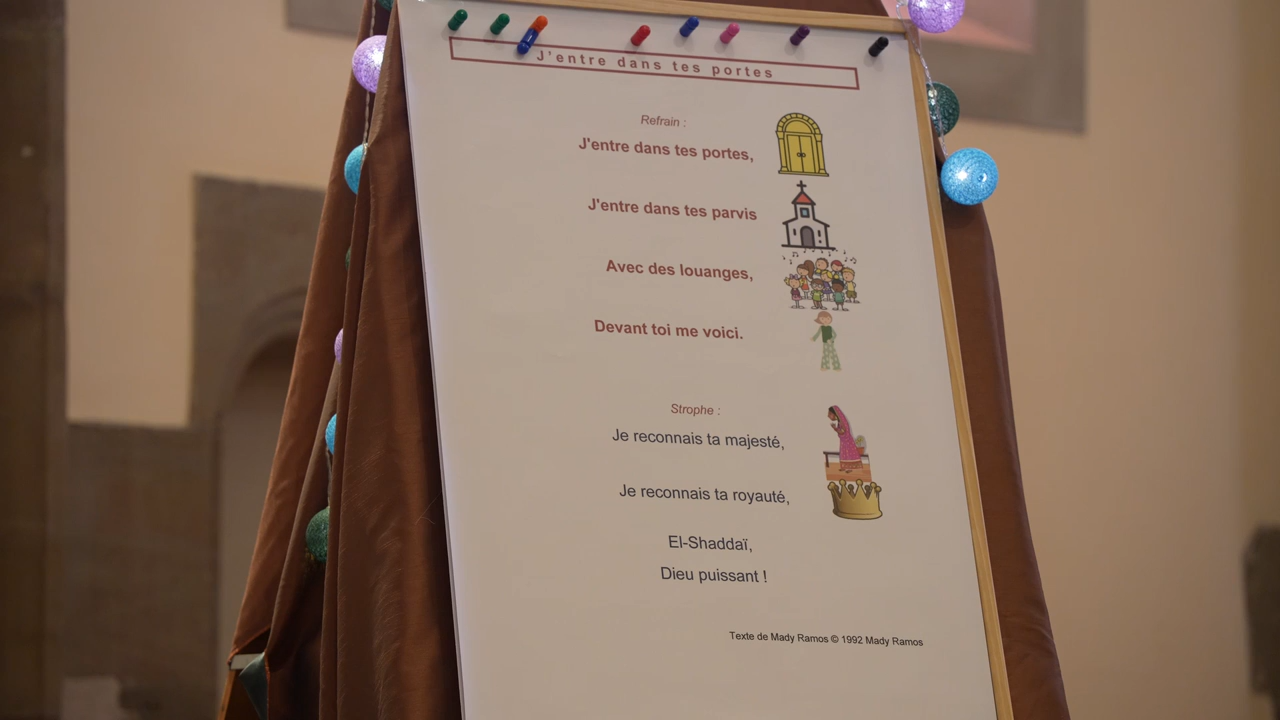 J'entre dans tes portes
Refrain :
J'entre dans tes portes,
J'entre dans tes parvis
Avec des louanges,
Devant toi me voici.
Strophe :
Je reconnais ta majesté,
Je reconnais ta royauté,
El-Shaddaï,
Dieu puissant !
Texte de Mady Ramos © 1992 Mady Ramos